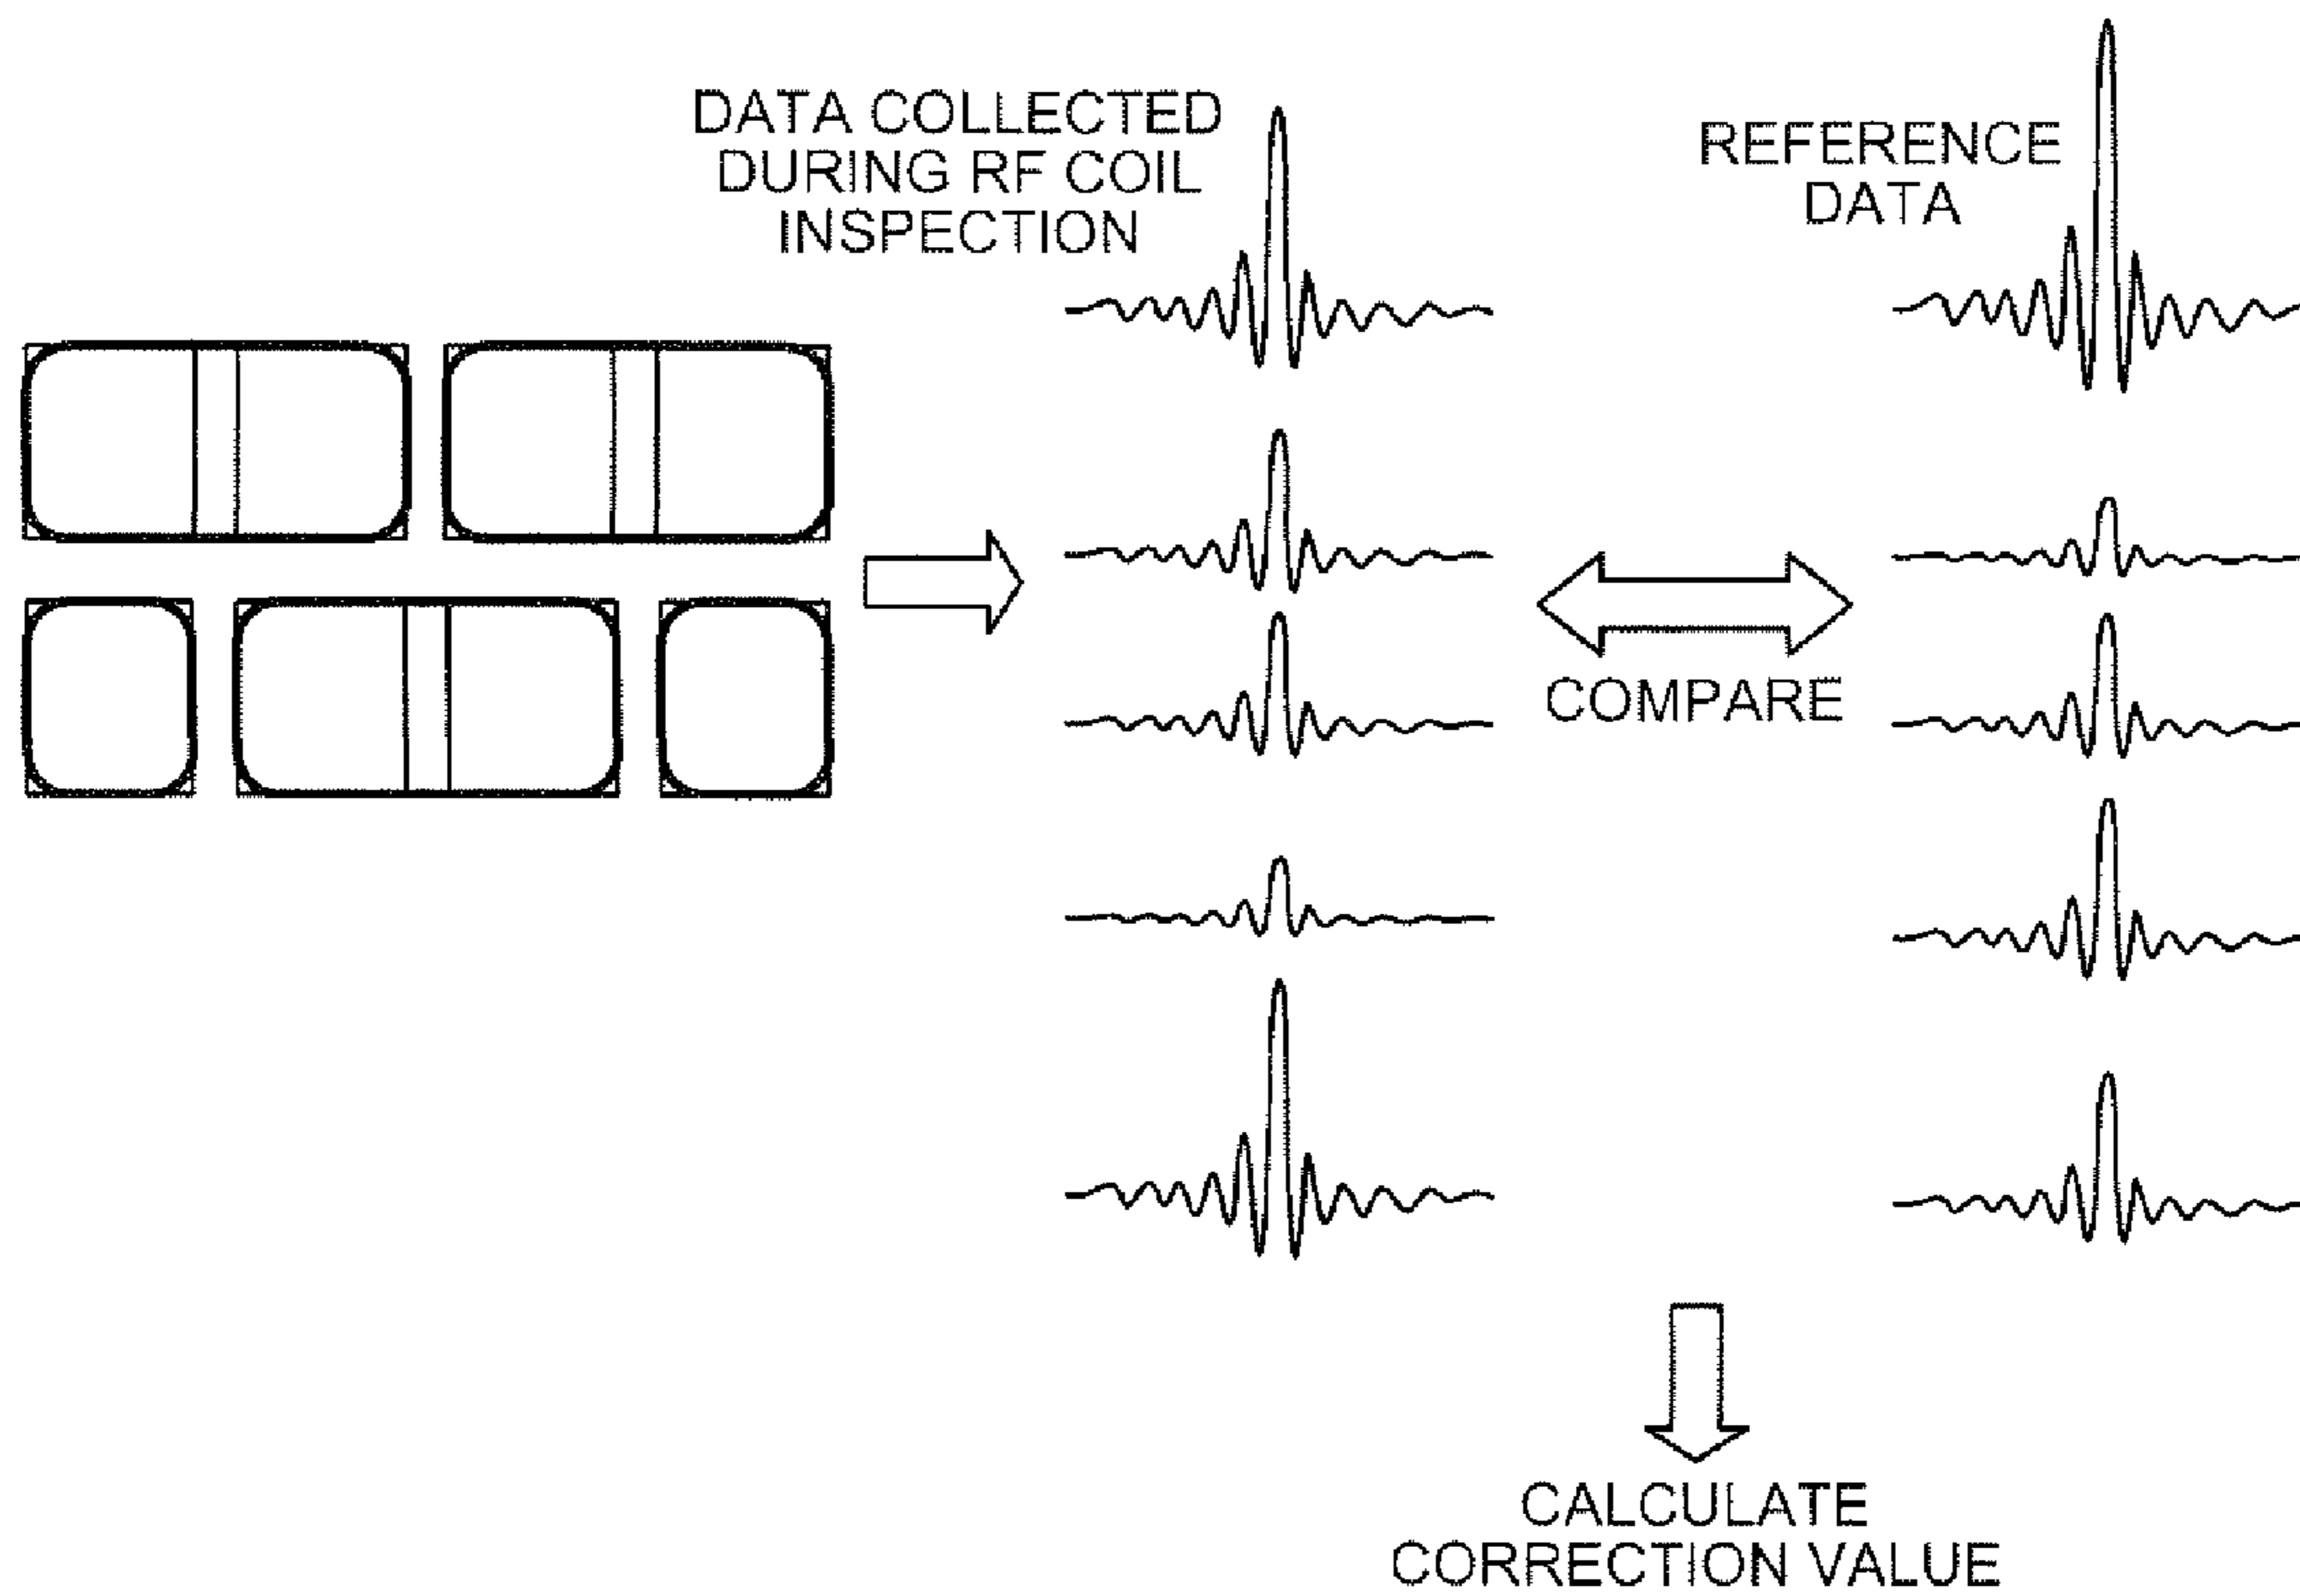 DATA COLLECTED
DURING RF COIL
INSPECTION
REFERENCE
DATA
COMPARE
CALCULATE
CORRECTION VALUE